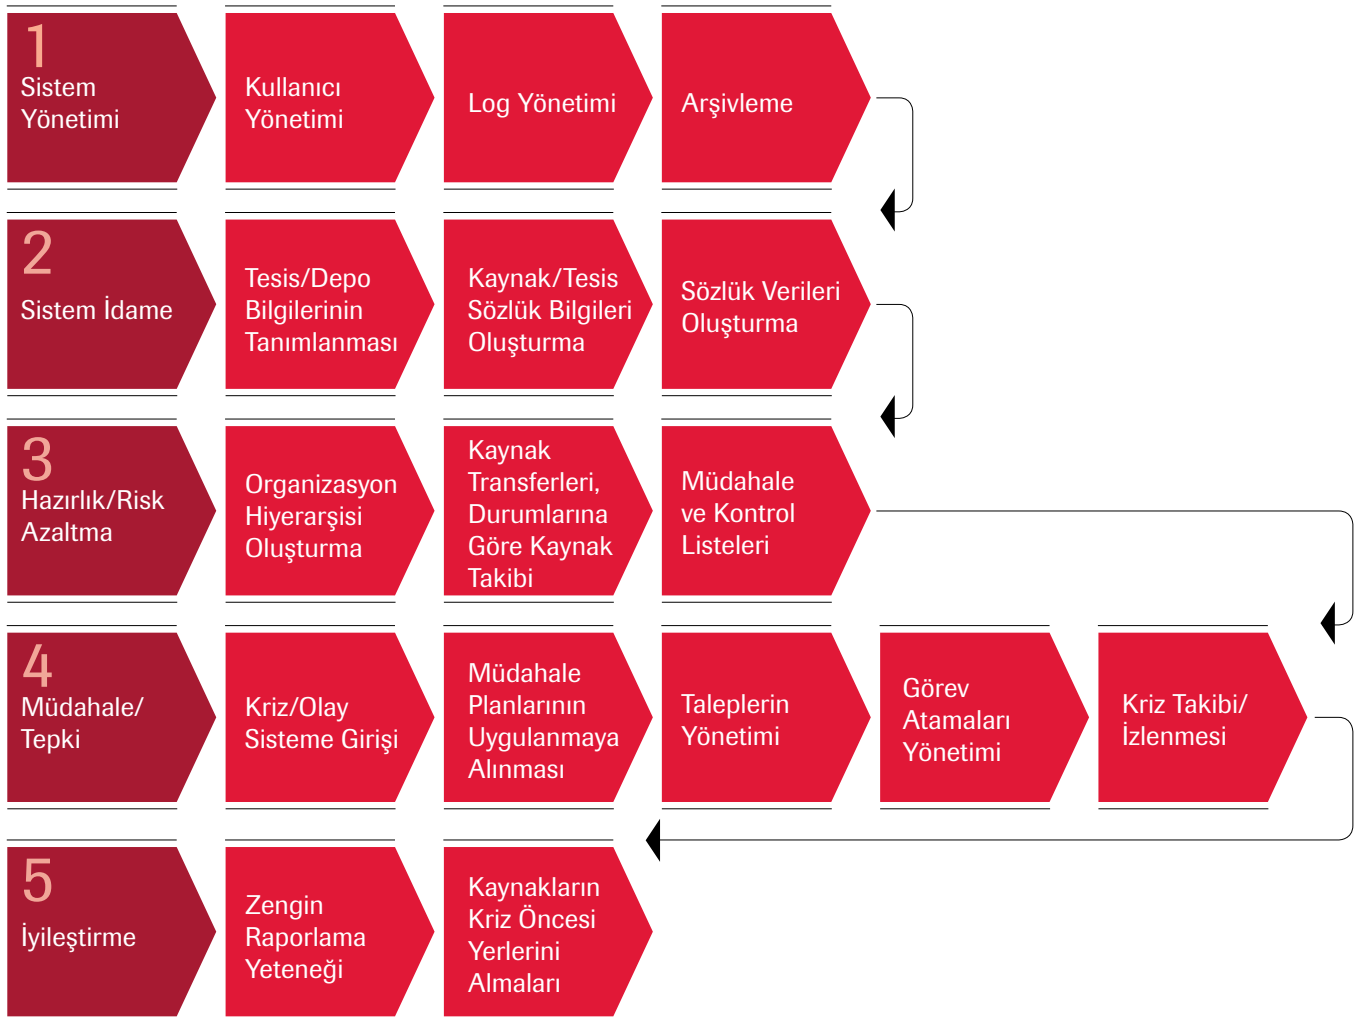 1
Sistem
Yönetimi
Kullanıcı
Yönetimi
Log Yönetimi
Arşivleme
2
Sistem İdame
Tesis/Depo
Bilgilerinin
Tanımlanması
Kaynak/Tesis
Sözlük Bilgileri
Oluşturma
Sözlük Verileri
Oluşturma
3
Hazırlık/Risk
Azaltma
Organizasyon
Hiyerarşisi
Oluşturma
Kaynak
Transferleri,
Durumlarına
Göre Kaynak
Takibi
Müdahale
ve Kontrol
Listeleri
4
Müdahale/
Tepki
Kriz/Olay
Sisteme Girişi
Müdahale
Planlarının
Uygulanmaya
Alınması
Taleplerin
Yönetimi
Görev
Atamaları
Yönetimi
Kriz Takibi/
İzlenmesi
5
İyileştirme
Zengin
Raporlama
Yeteneği
Kaynakların
Kriz Öncesi
Yerlerini
Almaları